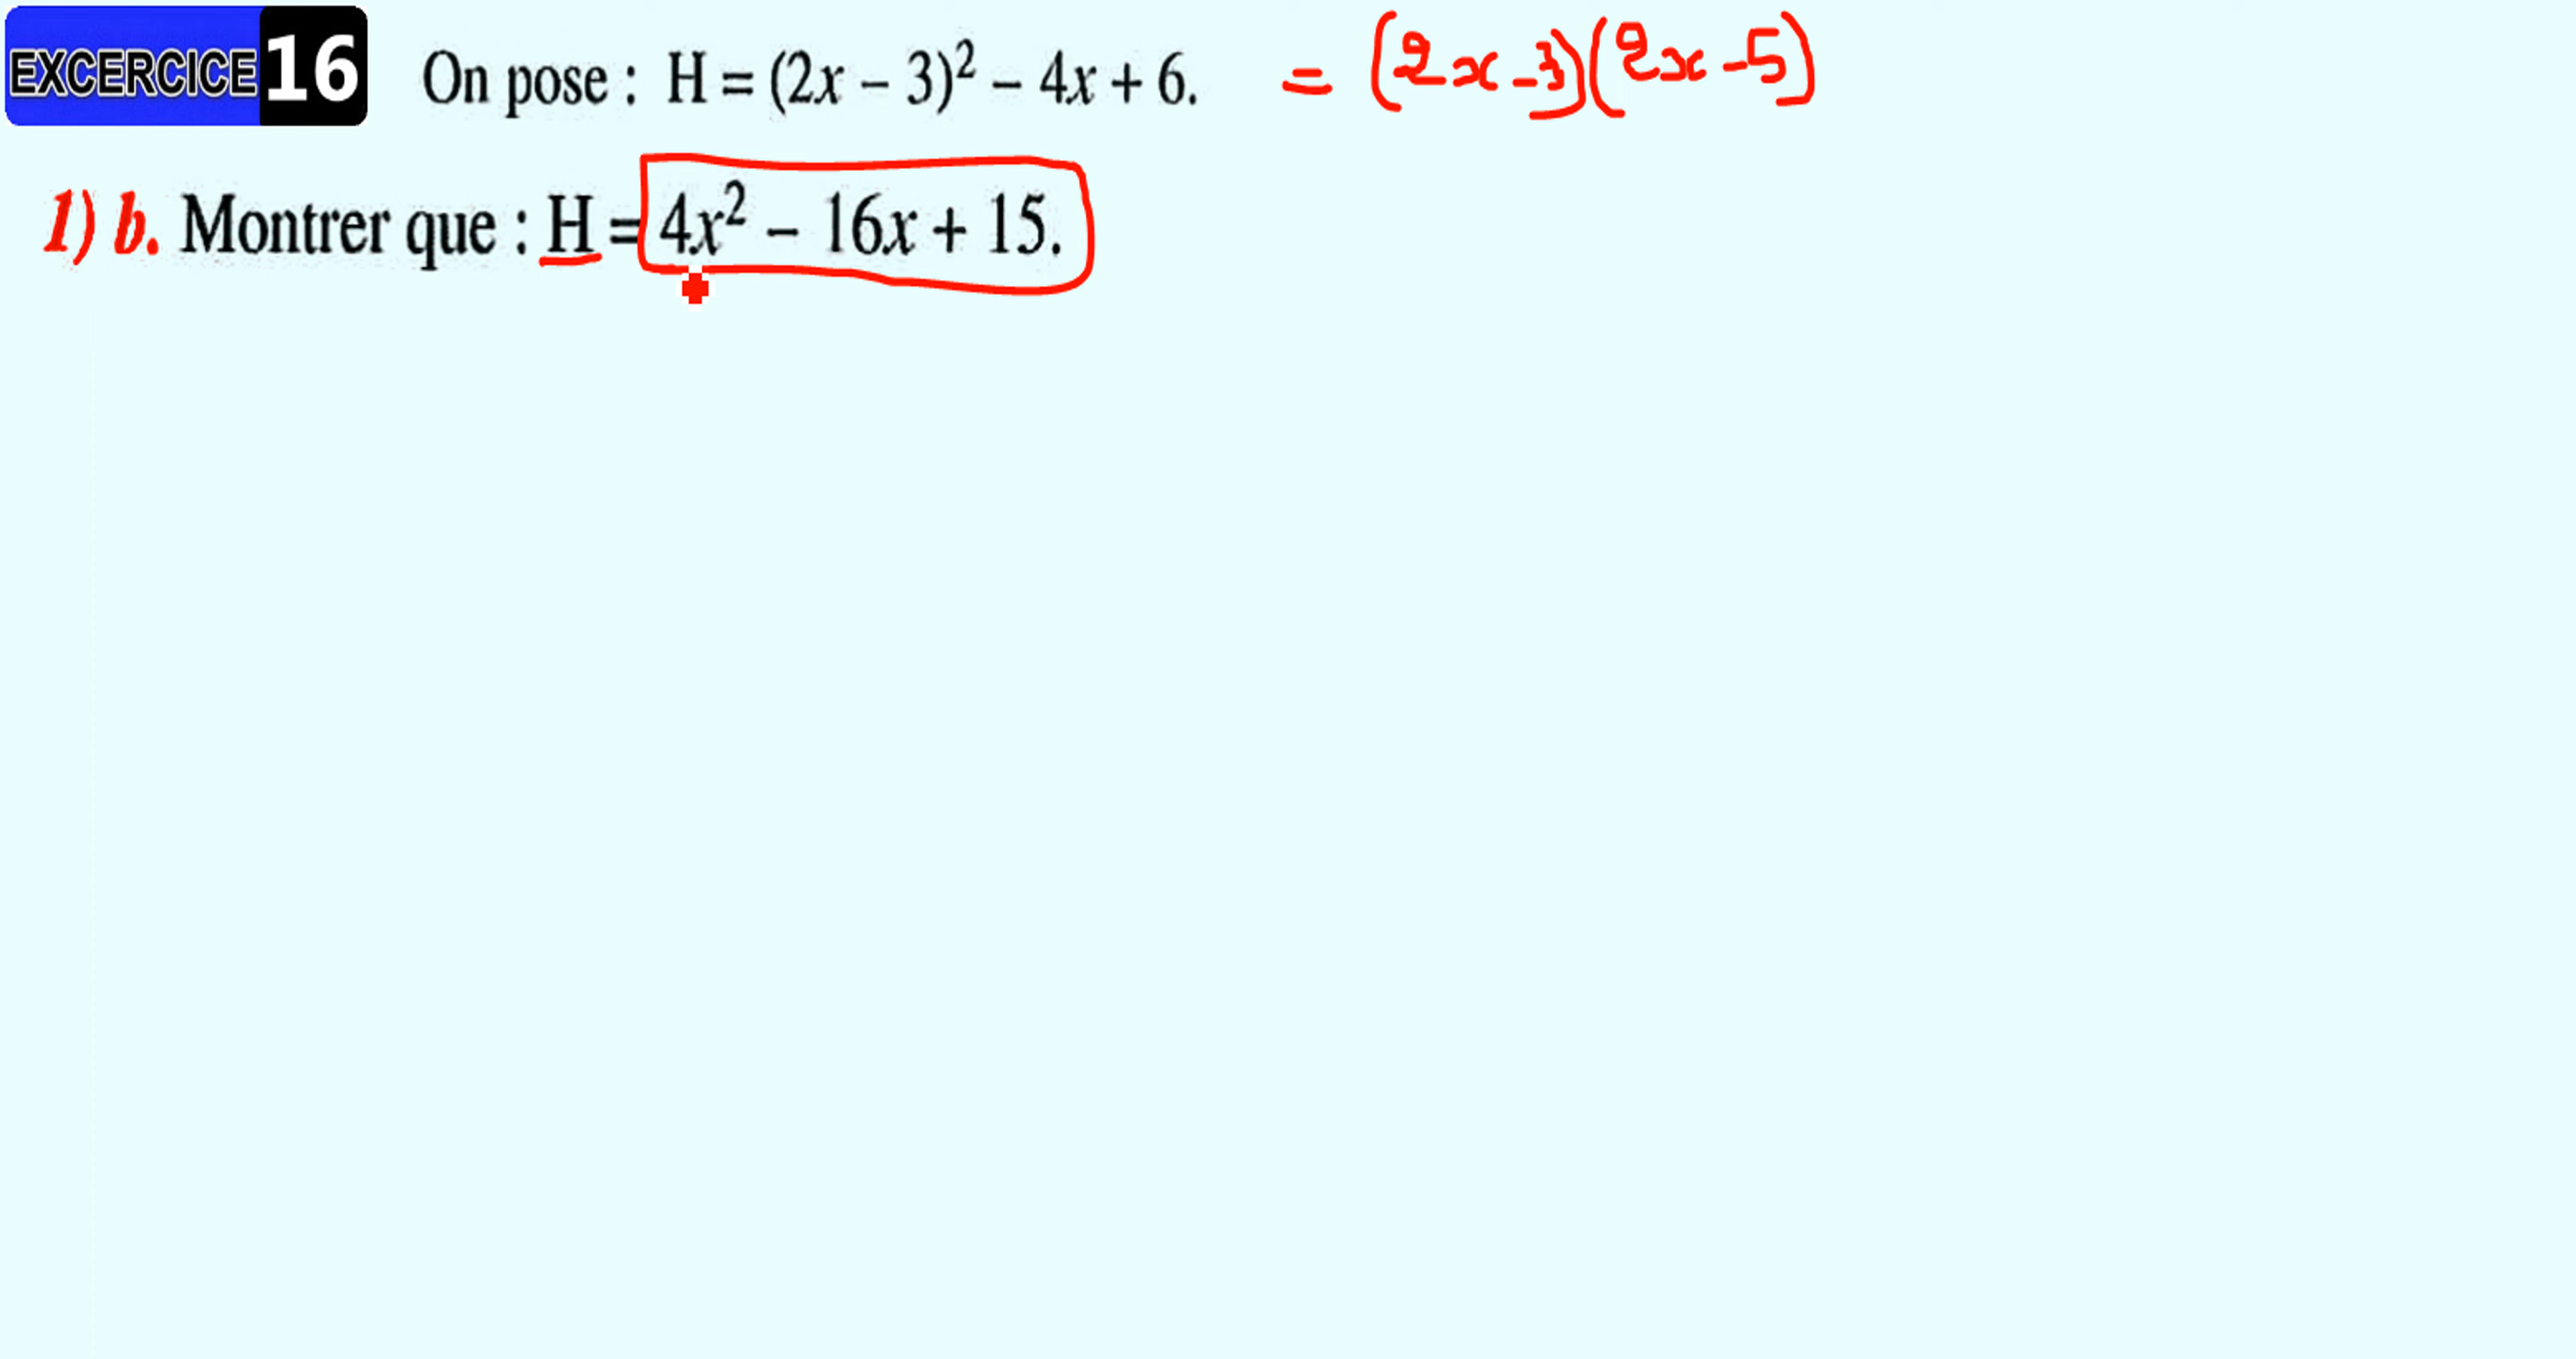 EXCERCICE 16 On pose : H = (2x – 3)² – 4x + 6. = (2x -3)(2x -5)
1) b. Montrer que : H = 4x² – 16x + 15.